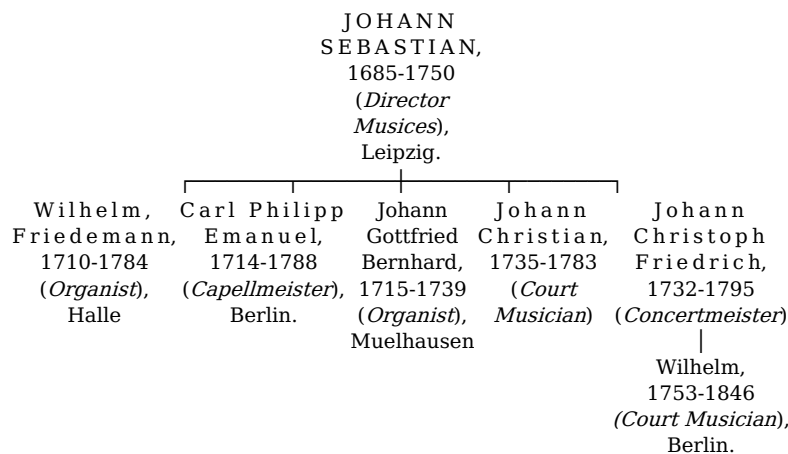 JOHANN
SEBASTIAN,
1685-1750
(Director
Musices),
Leipzig.
Wilhelm,
Friedemann,
1710-1784
(Organist),
Halle
Carl Philipp
Emanuel,
1714-1788
(Capellmeister),
Berlin.
Johann
Gottfried
Bernhard,
1715-1739
(Organist),
Muelhausen
Johann
Christian,
1735-1783
(Court
Musician)
Johann
Christoph
Friedrich,
1732-1795
(Concertmeister)
Wilhelm,
1753-1846
(Court Musician),
Berlin.